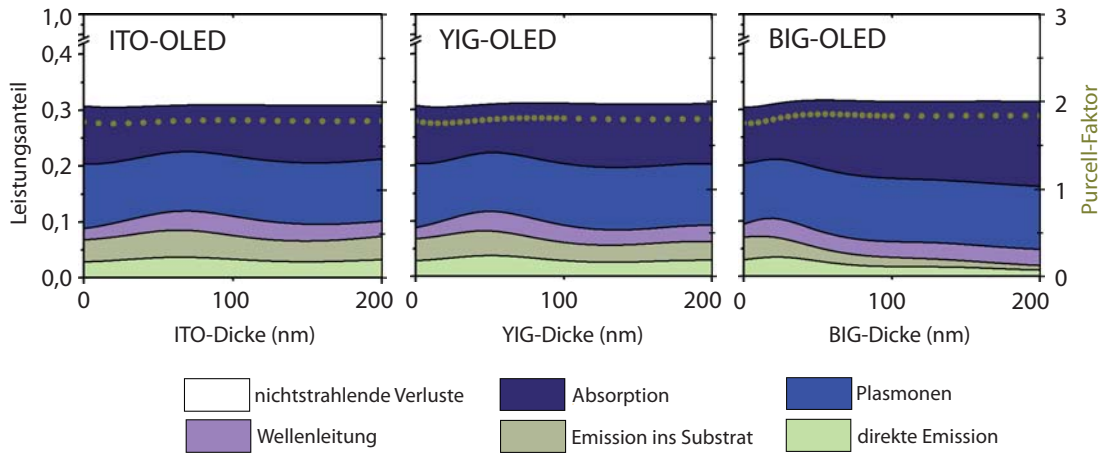 ITO-OLED YIG-OLED BIG-OLED
1,0 3
0,4
0,3 2
0,2
0,1 1
0,0 0
Leistungsanteil
Purcell-Faktor
0 100 200 0 100 200 0 100 200
ITO-Dicke (nm) YIG-Dicke (nm) BIG-Dicke (nm)
nichtstrahlende Verluste Absorption Plasmonen
Wellenleitung Emission ins Substrat direkte Emission